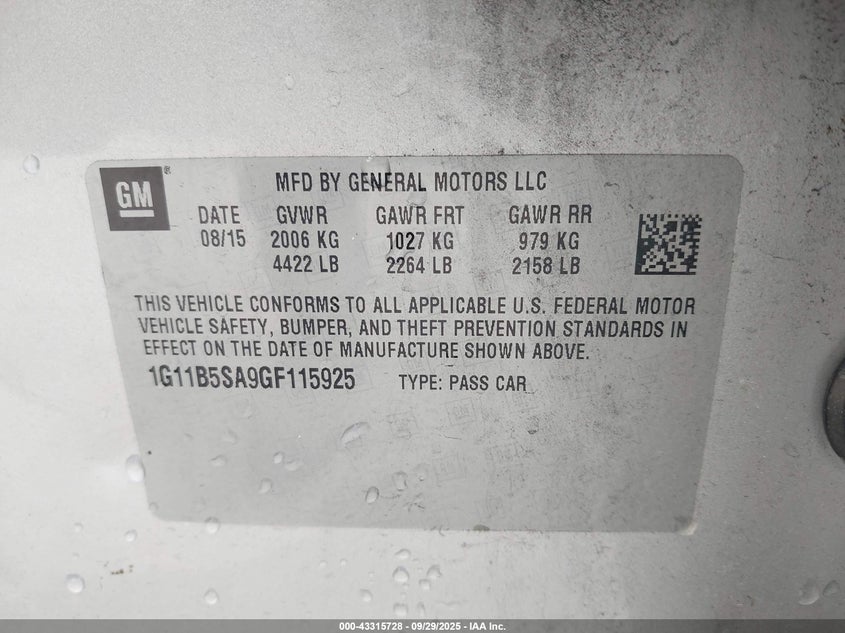 GM®
MFD BY GENERAL MOTORS LLC
DATE GVWR GAWR FRT GAWR RR
08/15 2006 KG 1027 KG 979 KG
4422 LB 2264 LB 2158 LB
THIS VEHICLE CONFORMS TO ALL APPLICABLE U.S. FEDERAL MOTOR
VEHICLE SAFETY, BUMPER, AND THEFT PREVENTION STANDARDS IN
EFFECT ON THE DATE OF MANUFACTURE SHOWN ABOVE.
1G11B5SA9GF115925 TYPE: PASS CAR
000-43315728 - 09/29/2025 - IAA Inc.